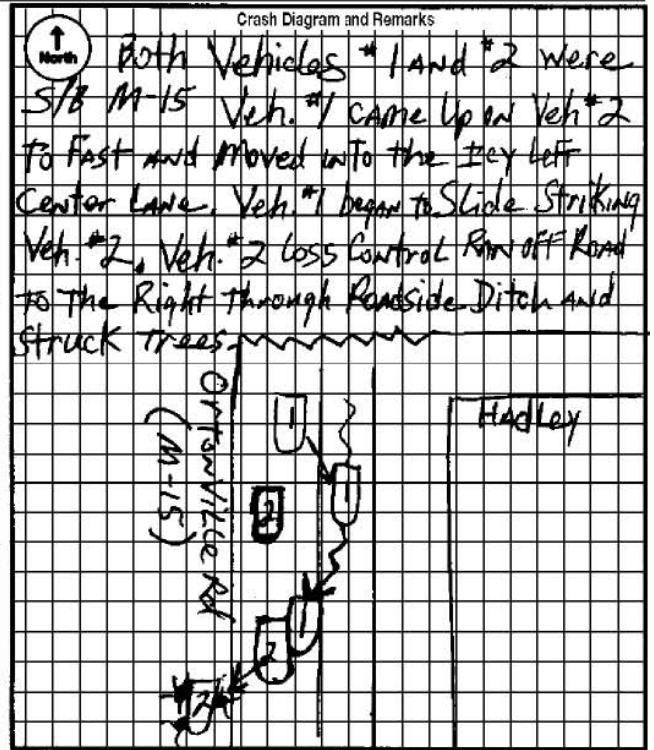 Crash Diagram and Remarks
North
Both Vehicles #1 And #2 were
S/B M-15 Veh. #1 came Up on Veh #2
To Fast and Moved into the Icy Left
Center Lane. Veh. #1 began to Slide Striking
Veh. #2. Veh. #2 Loss Control Ran off Road
to The Right through Roadside Ditch And
Struck Trees.
Ortonville Rd
(M-15)
HAdley
1
1
2
1
2
2